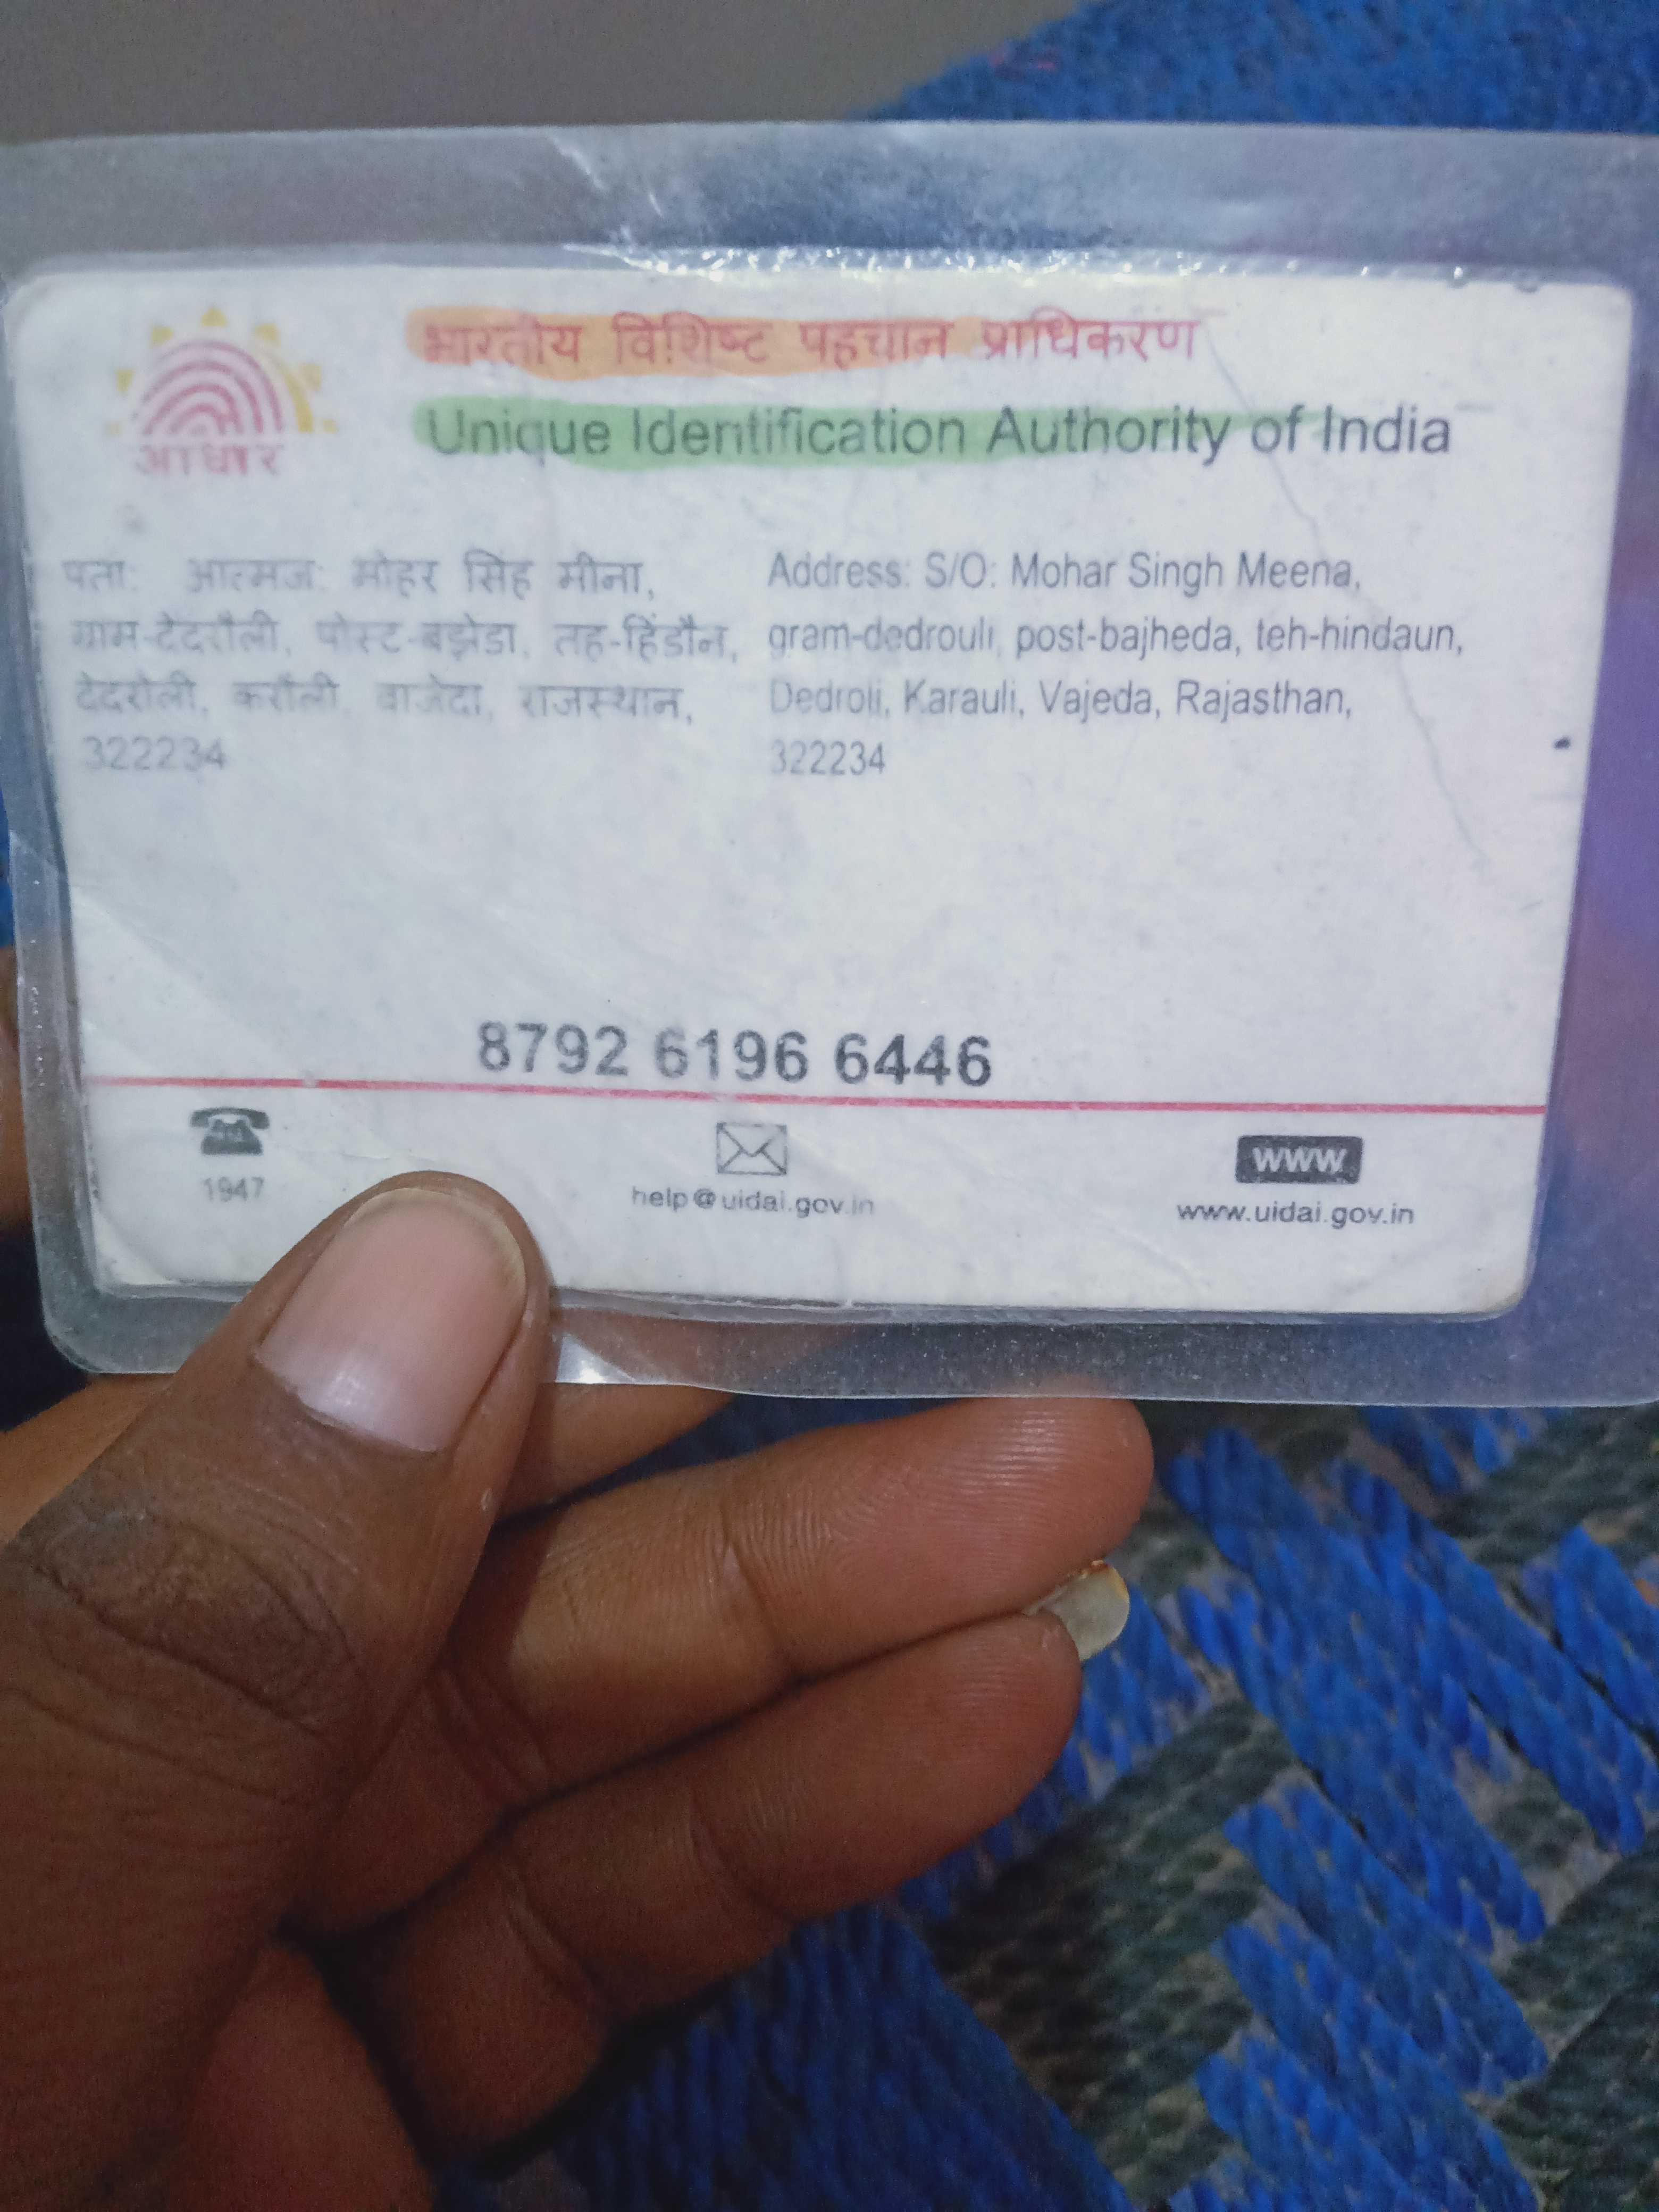 आधार
भारतीय विशिष्ट पहचान प्राधिकरण
Unique Identification Authority of India
पता: आत्मज: मोहर सिंह मीना,
ग्राम-देदरौली, पोस्ट-बझेडा, तह-हिंडौन,
देदरोली, करौली, वाजेदा, राजस्थान,
322234
Address: S/O: Mohar Singh Meena,
gram-dedrouli, post-bajheda, teh-hindaun,
Dedroli, Karauli, Vajeda, Rajasthan,
322234
8792 6196 6446
1947
help@uidai.gov.in
www
www.uidai.gov.in